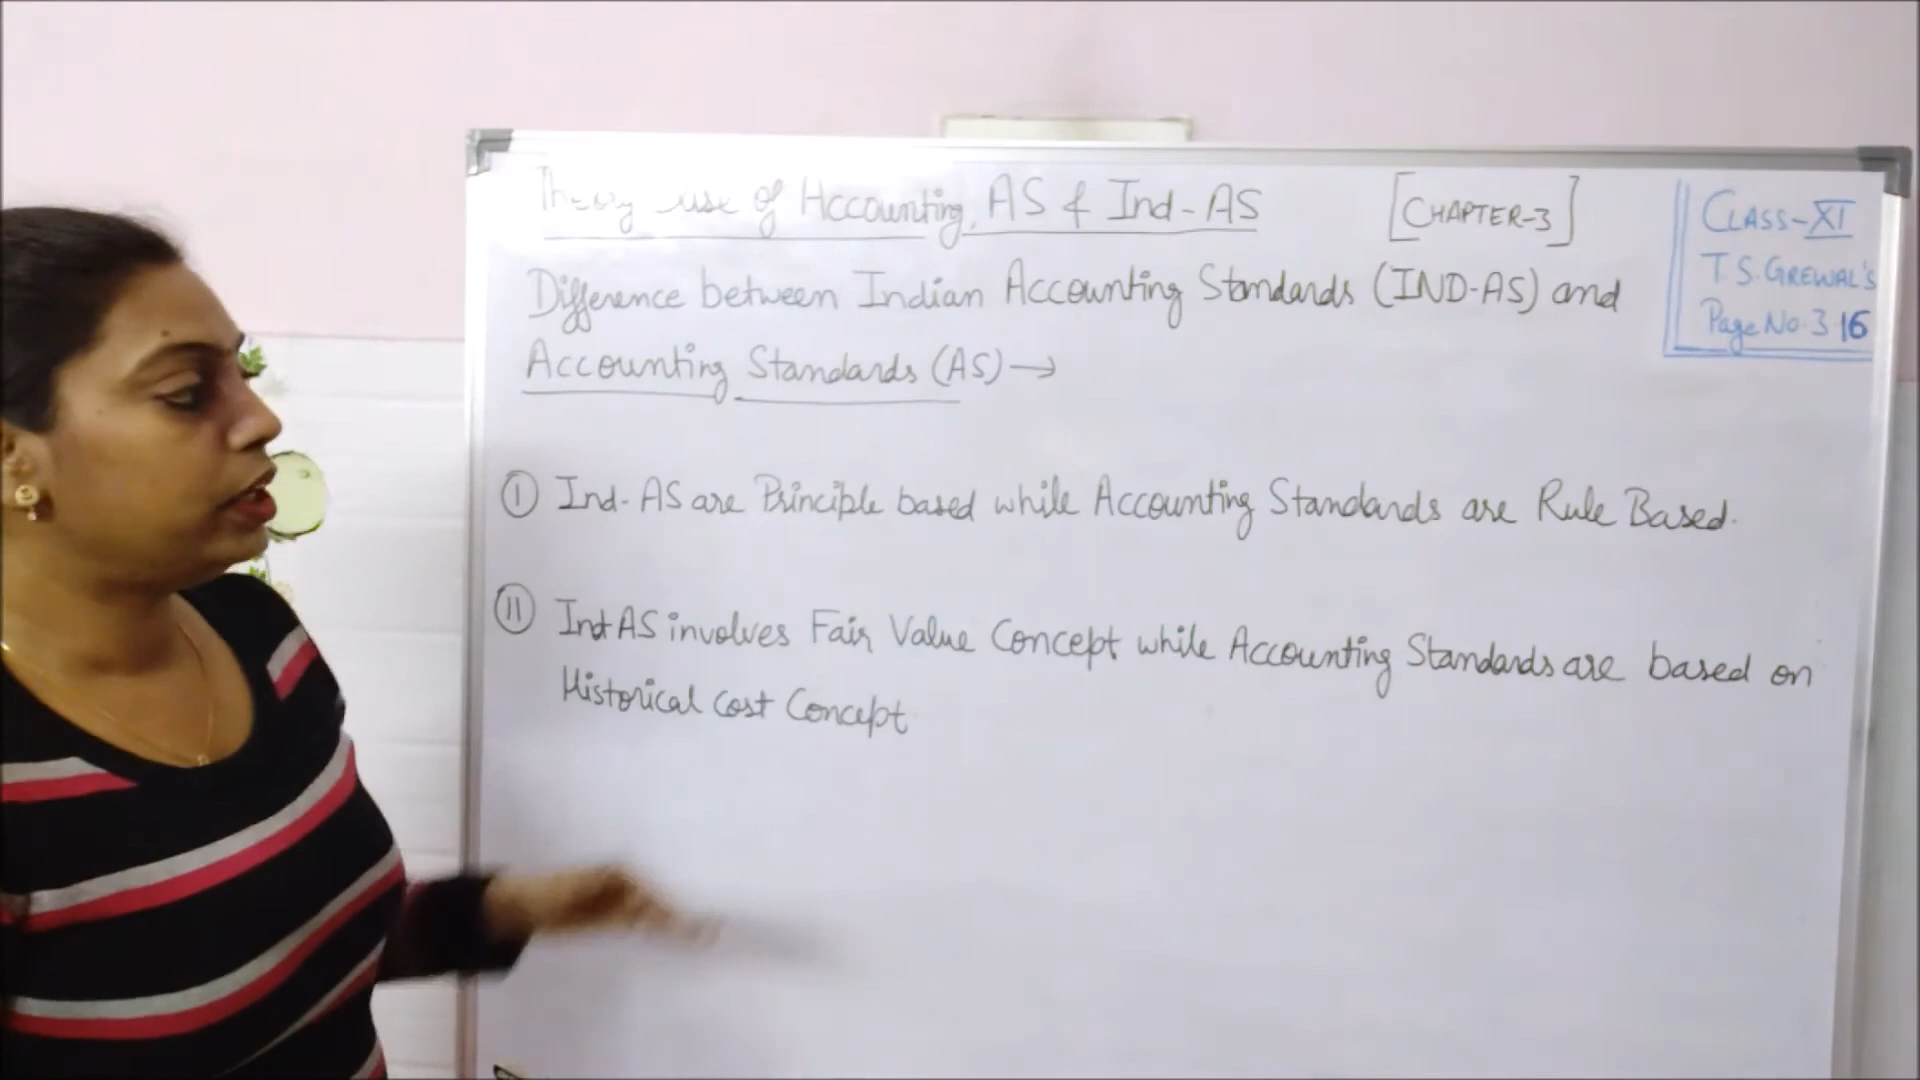 Theory use of Accounting, AS & Ind-AS [CHAPTER-3]
CLASS-XI
T.S. GREWAL'S
Page No. 3.16
Difference between Indian Accounting Standards (IND-AS) and
Accounting Standards (AS) →
I Ind-AS are Principle based while Accounting Standards are Rule Based.
II Ind AS involves Fair Value Concept while Accounting Standards are based on
Historical Cost Concept